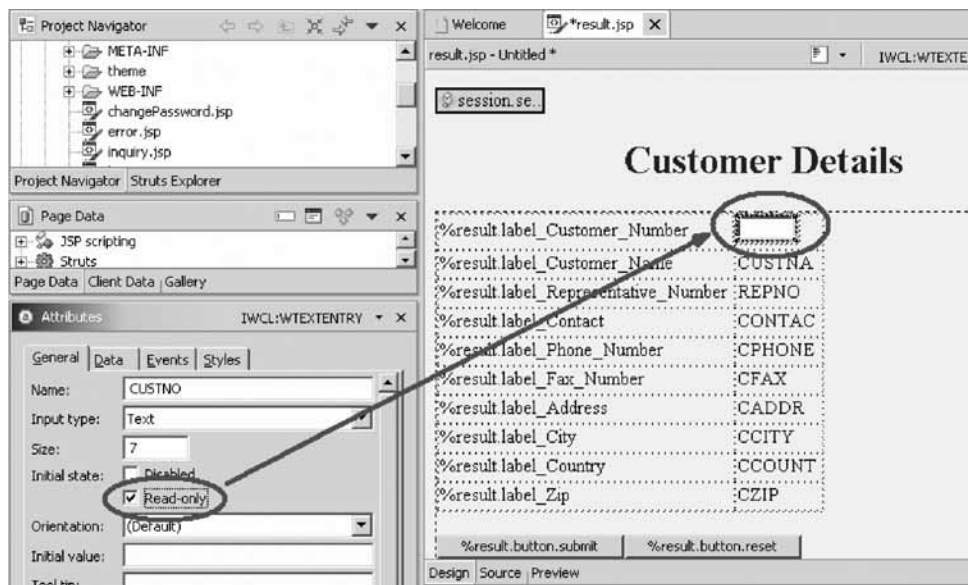 Project Navigator
META-INF
theme
WEB-INF
changePassword.jsp
error.jsp
inquiry.jsp
Project Navigator Struts Explorer
Page Data
JSP scripting
Struts
Page Data Client Data Gallery
Attributes IWCL:WTEXTENTRY
General Data Events Styles
Name: CUSTNO
Input type: Text
Size: 7
Initial state: Disabled
Read-only
Orientation: (Default)
Initial value:
Welcome *result.jsp
result.jsp - Untitled * IWCL:WTEXTE
session.se..
Customer Details
%result.label_Customer_Number
%result.label_Customer_Name CUSTNA
%result.label_Representative_Number REPNO
%result.label_Contact CONTAC
%result.label_Phone_Number CPHONE
%result.label_Fax_Number CFAX
%result.label_Address CADDR
%result.label_City CCITY
%result.label_Country CCOUNT
%result.label_Zip CZIP
%result.button.submit %result.button.reset
Design Source Preview